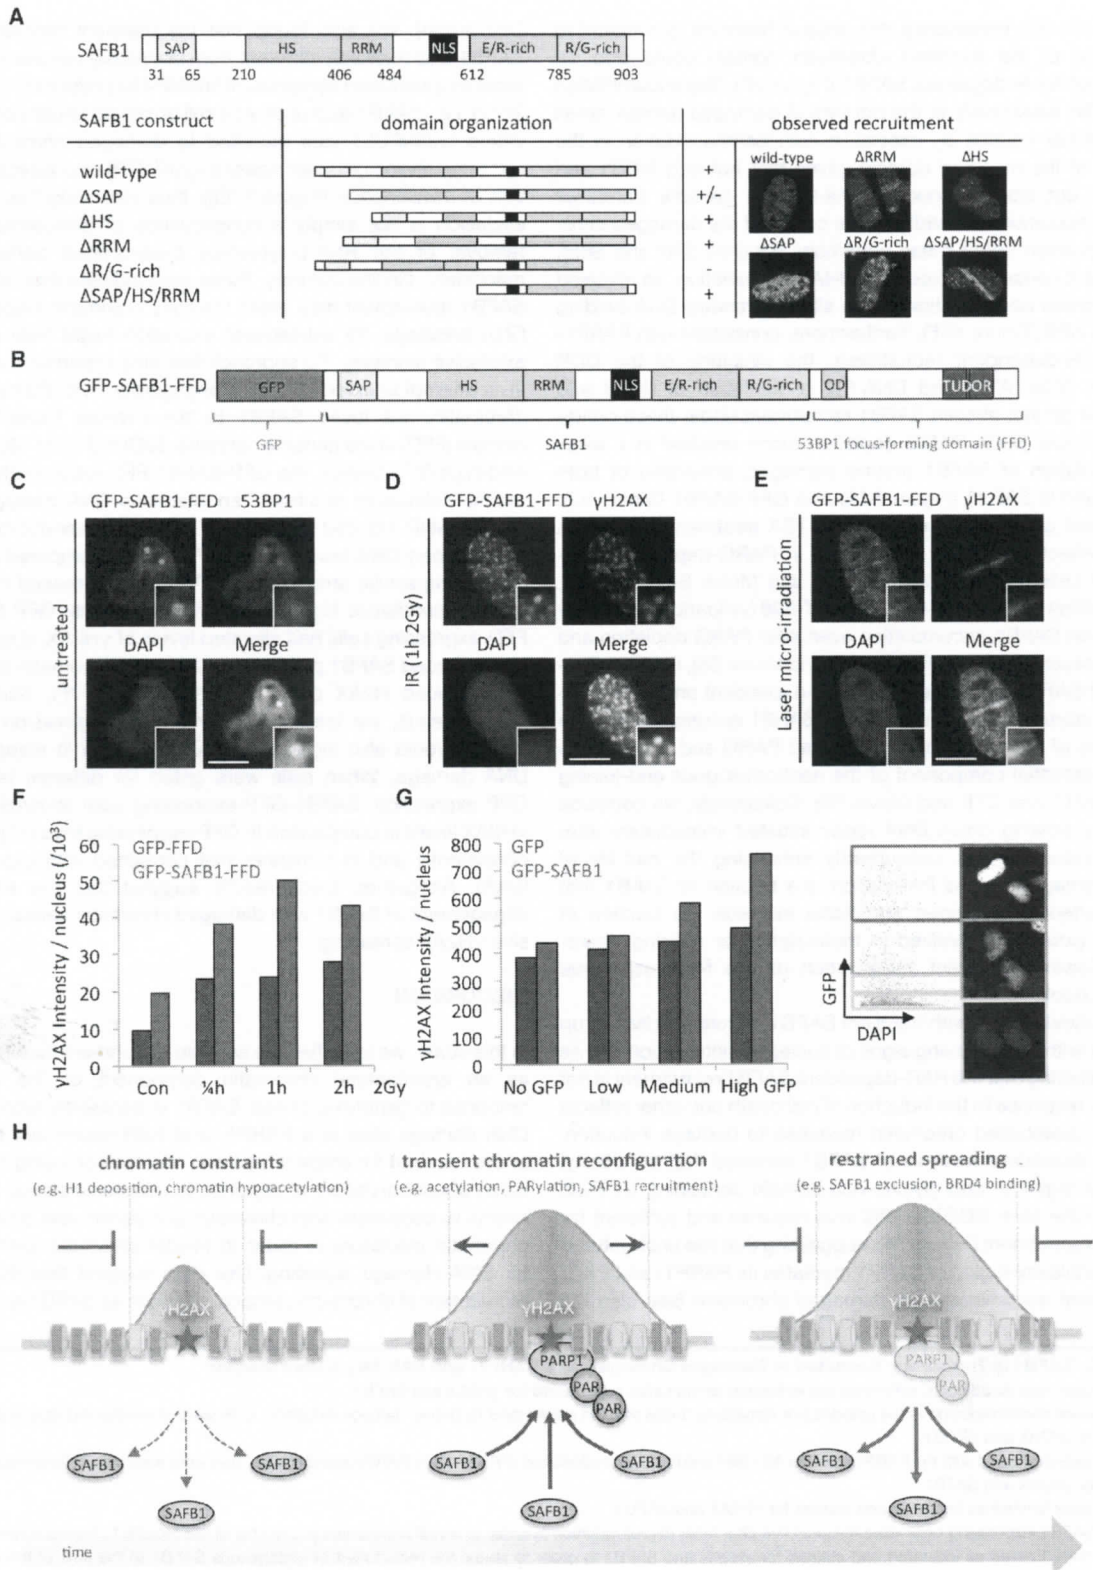 A
SAFB1
SAP HS RRM NLS E/R-rich R/G-rich
31 65 210 406 484 612 785 903
SAFB1 construct domain organization observed recruitment
wild-type ΔRRM ΔHS
wild-type +
ΔSAP +/-
ΔHS +
ΔRRM +
ΔSAP ΔR/G-rich ΔSAP/HS/RRM
ΔR/G-rich -
ΔSAP/HS/RRM +
B
GFP-SAFB1-FFD GFP SAP HS RRM NLS E/R-rich R/G-rich OD TUDOR
GFP SAFB1 53BP1 focus-forming domain (FFD)
C
GFP-SAFB1-FFD 53BP1
untreated
DAPI Merge
D
GFP-SAFB1-FFD γH2AX
IR (1h 2Gy)
DAPI Merge
E
GFP-SAFB1-FFD γH2AX
Laser micro-irradiation
DAPI Merge
F
γH2AX Intensity / nucleus (/10³)
60
50
40
30
20
10
0
GFP-FFD
GFP-SAFB1-FFD
Con ¼h 1h 2h 2Gy
G
γH2AX Intensity / nucleus
800
700
600
500
400
300
200
100
0
GFP
GFP-SAFB1
No GFP Low Medium High GFP
GFP
DAPI
H
chromatin constraints
(e.g. H1 deposition, chromatin hypoacetylation)
γH2AX
SAFB1 SAFB1
SAFB1
transient chromatin reconfiguration
(e.g. acetylation, PARylation, SAFB1 recruitment)
γH2AX
PARP1
PAR
PAR
SAFB1 SAFB1
SAFB1
restrained spreading
(e.g. SAFB1 exclusion, BRD4 binding)
γH2AX
PARP1
PAR
SAFB1 SAFB1
SAFB1
time